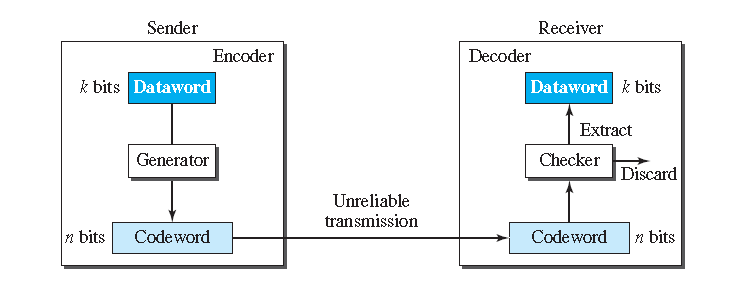 Sender
Receiver
Encoder
Decoder
k bits Dataword
Dataword k bits
Extract
Generator
Checker
Discard
Unreliable
transmission
n bits Codeword
Codeword n bits